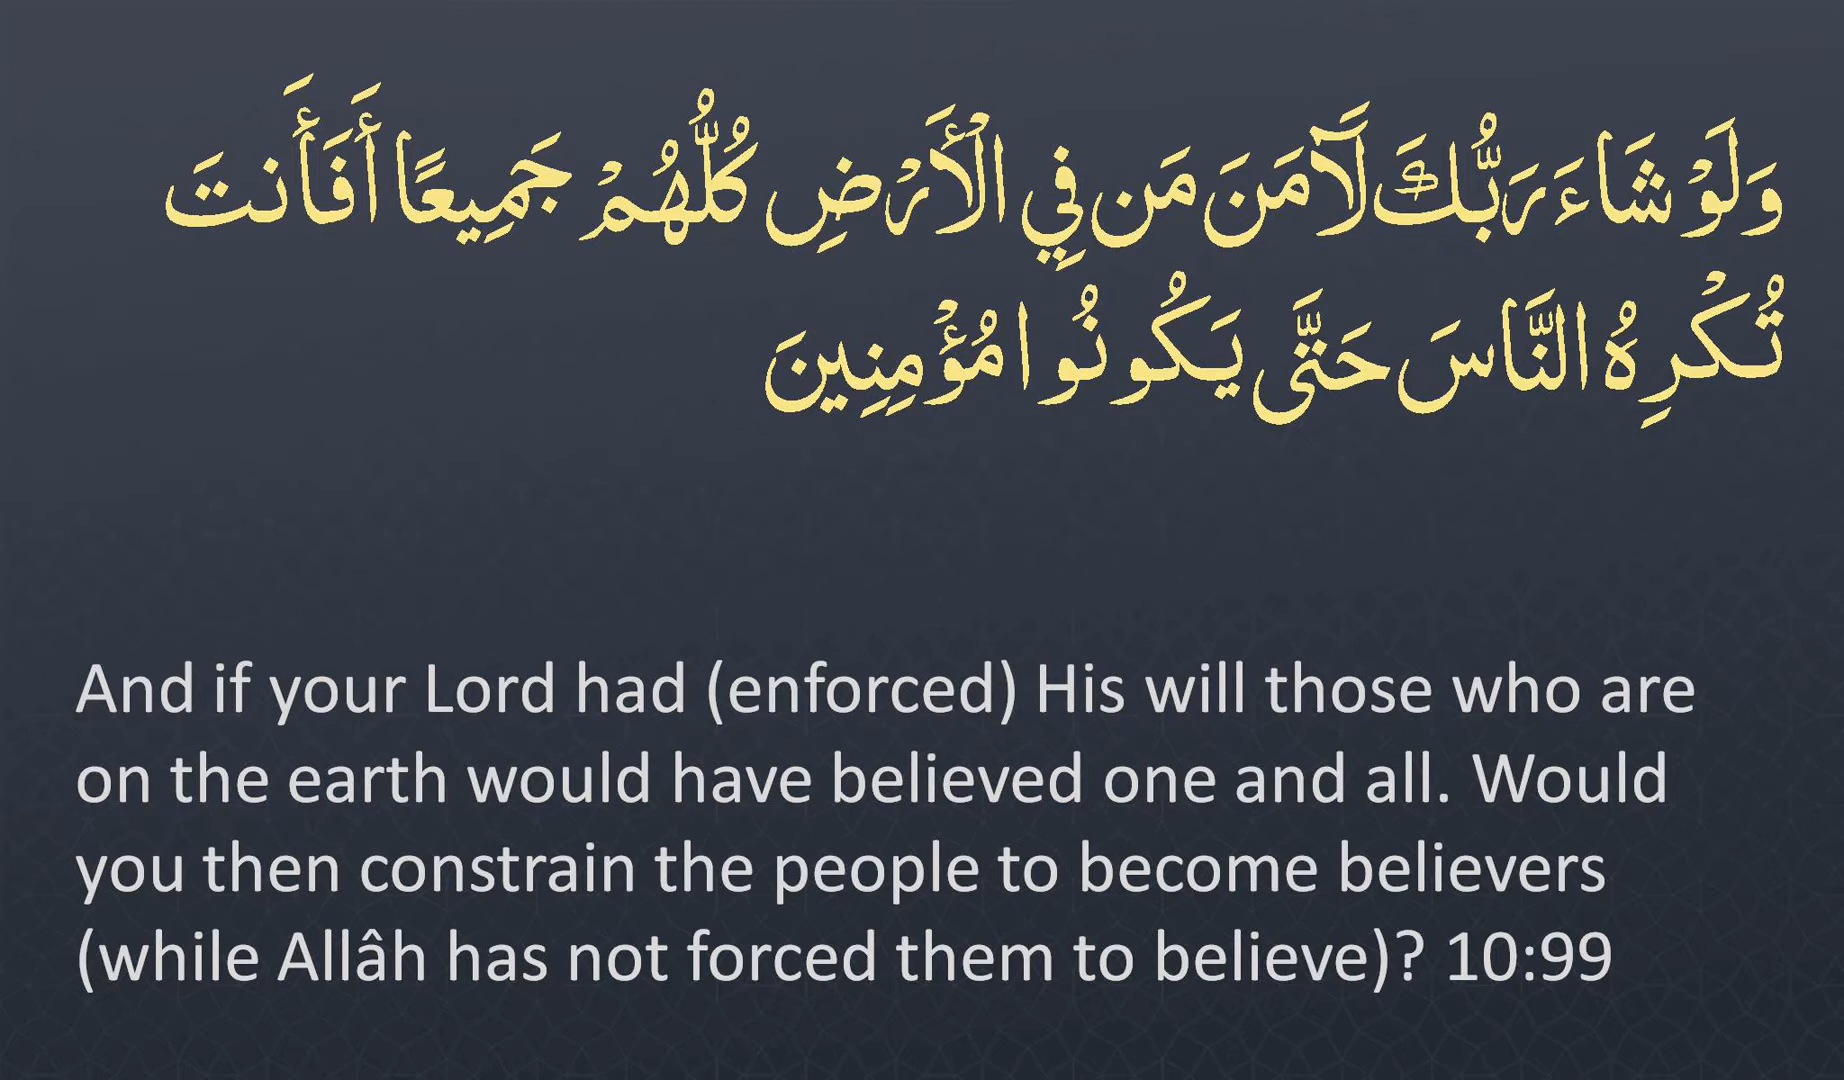 وَلَوْ شَاءَ رَبُّكَ لَآمَنَ مَن فِي الْأَرْضِ كُلُّهُمْ جَمِيعًا أَفَأَنتَ
تُكْرِهُ النَّاسَ حَتَّى يَكُونُوا مُؤْمِنِينَ
And if your Lord had (enforced) His will those who are
on the earth would have believed one and all. Would
you then constrain the people to become believers
(while Allâh has not forced them to believe)? 10:99